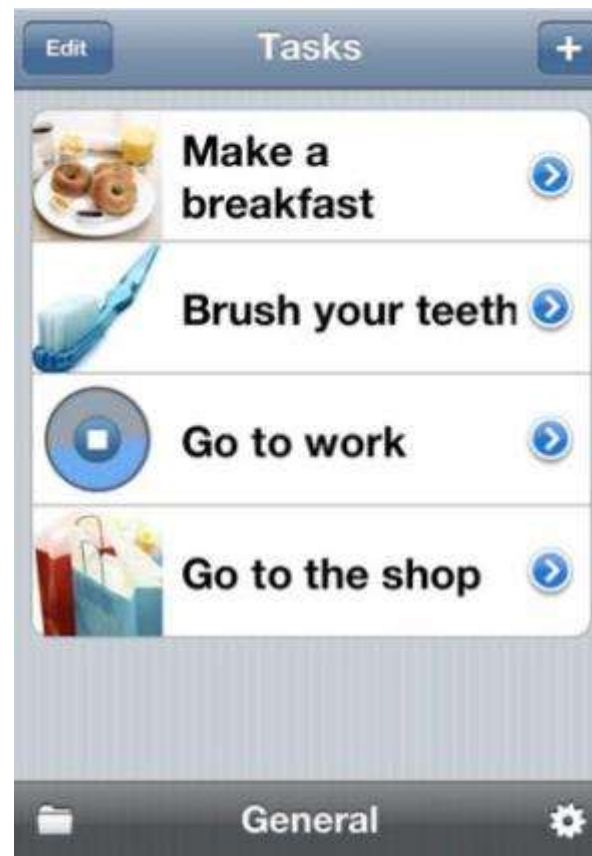 Edit
Tasks
+
Make a
breakfast
Brush your teeth
Go to work
Go to the shop
General